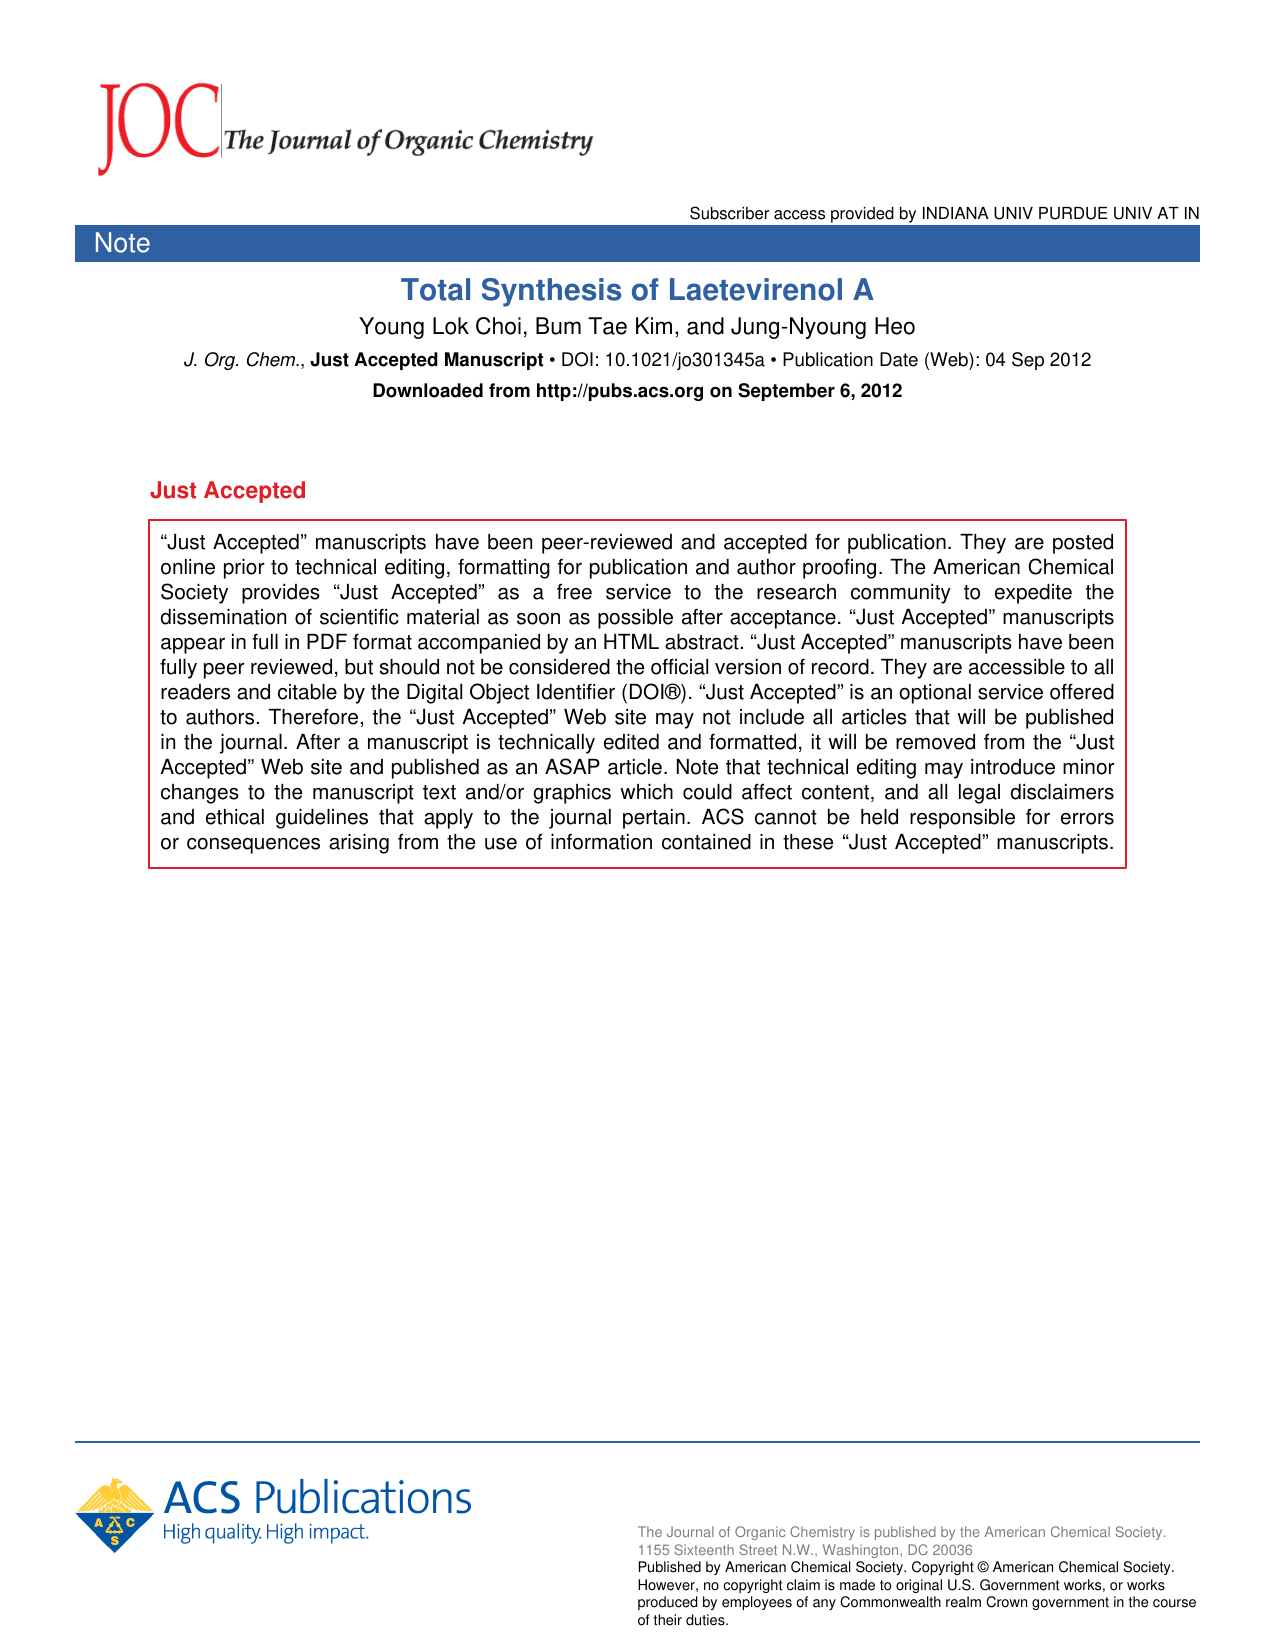 JOC The Journal of Organic Chemistry
Subscriber access provided by INDIANA UNIV PURDUE UNIV AT IN
Note
Total Synthesis of Laetevirenol A
Young Lok Choi, Bum Tae Kim, and Jung-Nyoung Heo
J. Org. Chem., Just Accepted Manuscript • DOI: 10.1021/jo301345a • Publication Date (Web): 04 Sep 2012
Downloaded from http://pubs.acs.org on September 6, 2012
Just Accepted
“Just Accepted” manuscripts have been peer-reviewed and accepted for publication. They are posted
online prior to technical editing, formatting for publication and author proofing. The American Chemical
Society provides “Just Accepted” as a free service to the research community to expedite the
dissemination of scientific material as soon as possible after acceptance. “Just Accepted” manuscripts
appear in full in PDF format accompanied by an HTML abstract. “Just Accepted” manuscripts have been
fully peer reviewed, but should not be considered the official version of record. They are accessible to all
readers and citable by the Digital Object Identifier (DOI®). “Just Accepted” is an optional service offered
to authors. Therefore, the “Just Accepted” Web site may not include all articles that will be published
in the journal. After a manuscript is technically edited and formatted, it will be removed from the “Just
Accepted” Web site and published as an ASAP article. Note that technical editing may introduce minor
changes to the manuscript text and/or graphics which could affect content, and all legal disclaimers
and ethical guidelines that apply to the journal pertain. ACS cannot be held responsible for errors
or consequences arising from the use of information contained in these “Just Accepted” manuscripts.
A C S
ACS Publications
High quality. High impact.
The Journal of Organic Chemistry is published by the American Chemical Society.
1155 Sixteenth Street N.W., Washington, DC 20036
Published by American Chemical Society. Copyright © American Chemical Society.
However, no copyright claim is made to original U.S. Government works, or works
produced by employees of any Commonwealth realm Crown government in the course
of their duties.